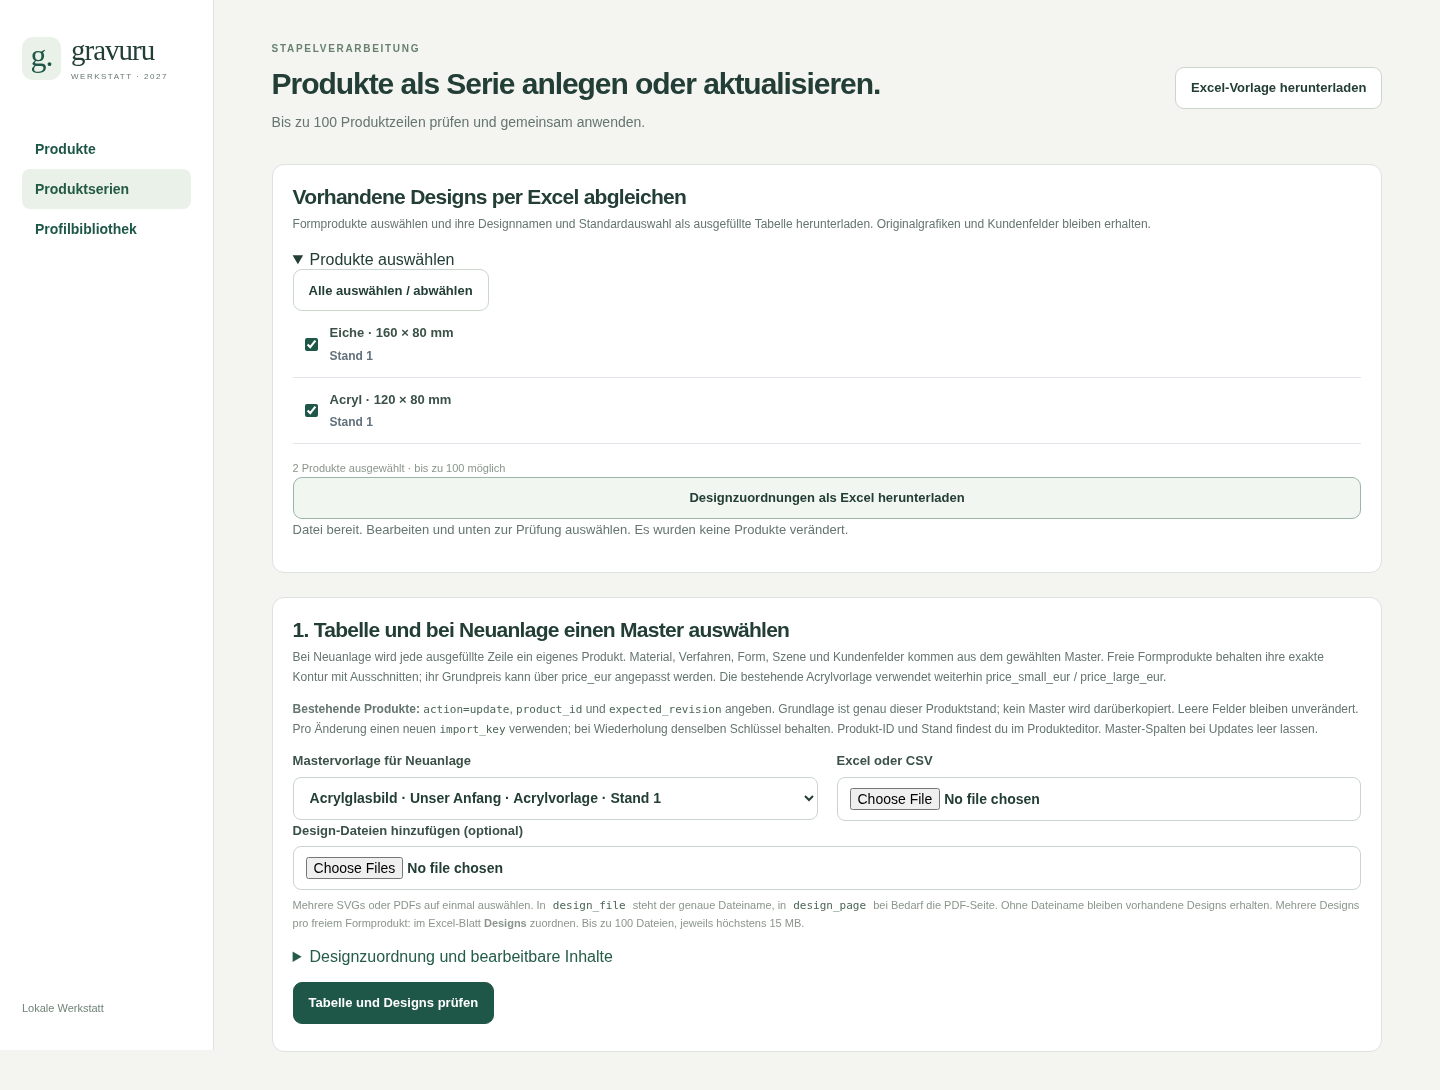 g. gravuru
WERKSTATT · 2027
Produkte
Produktserien
Profilbibliothek
Lokale Werkstatt
STAPELVERARBEITUNG
Produkte als Serie anlegen oder aktualisieren.
Bis zu 100 Produktzeilen prüfen und gemeinsam anwenden.
Excel-Vorlage herunterladen
Vorhandene Designs per Excel abgleichen
Formprodukte auswählen und ihre Designnamen und Standardauswahl als ausgefüllte Tabelle herunterladen. Originalgrafiken und Kundenfelder bleiben erhalten.
Produkte auswählen
Alle auswählen / abwählen
Eiche · 160 × 80 mm
Stand 1
Acryl · 120 × 80 mm
Stand 1
2 Produkte ausgewählt · bis zu 100 möglich
Designzuordnungen als Excel herunterladen
Datei bereit. Bearbeiten und unten zur Prüfung auswählen. Es wurden keine Produkte verändert.
1. Tabelle und bei Neuanlage einen Master auswählen
Bei Neuanlage wird jede ausgefüllte Zeile ein eigenes Produkt. Material, Verfahren, Form, Szene und Kundenfelder kommen aus dem gewählten Master. Freie Formprodukte behalten ihre exakte
Kontur mit Ausschnitten; ihr Grundpreis kann über price_eur angepasst werden. Die bestehende Acrylvorlage verwendet weiterhin price_small_eur / price_large_eur.
Bestehende Produkte: action=update, product_id und expected_revision angeben. Grundlage ist genau dieser Produktstand; kein Master wird darüberkopiert. Leere Felder bleiben unverändert.
Pro Änderung einen neuen import_key verwenden; bei Wiederholung denselben Schlüssel behalten. Produkt-ID und Stand findest du im Produkteditor. Master-Spalten bei Updates leer lassen.
Mastervorlage für Neuanlage
Acrylglasbild · Unser Anfang · Acrylvorlage · Stand 1
Excel oder CSV
Choose File No file chosen
Design-Dateien hinzufügen (optional)
Choose Files No file chosen
Mehrere SVGs oder PDFs auf einmal auswählen. In design_file steht der genaue Dateiname, in design_page bei Bedarf die PDF-Seite. Ohne Dateiname bleiben vorhandene Designs erhalten. Mehrere Designs
pro freiem Formprodukt: im Excel-Blatt Designs zuordnen. Bis zu 100 Dateien, jeweils höchstens 15 MB.
Designzuordnung und bearbeitbare Inhalte
Tabelle und Designs prüfen